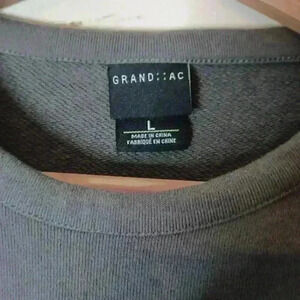 GRAND::AC
L
MADE IN CHINA
FABRIQUÉ EN CHINE